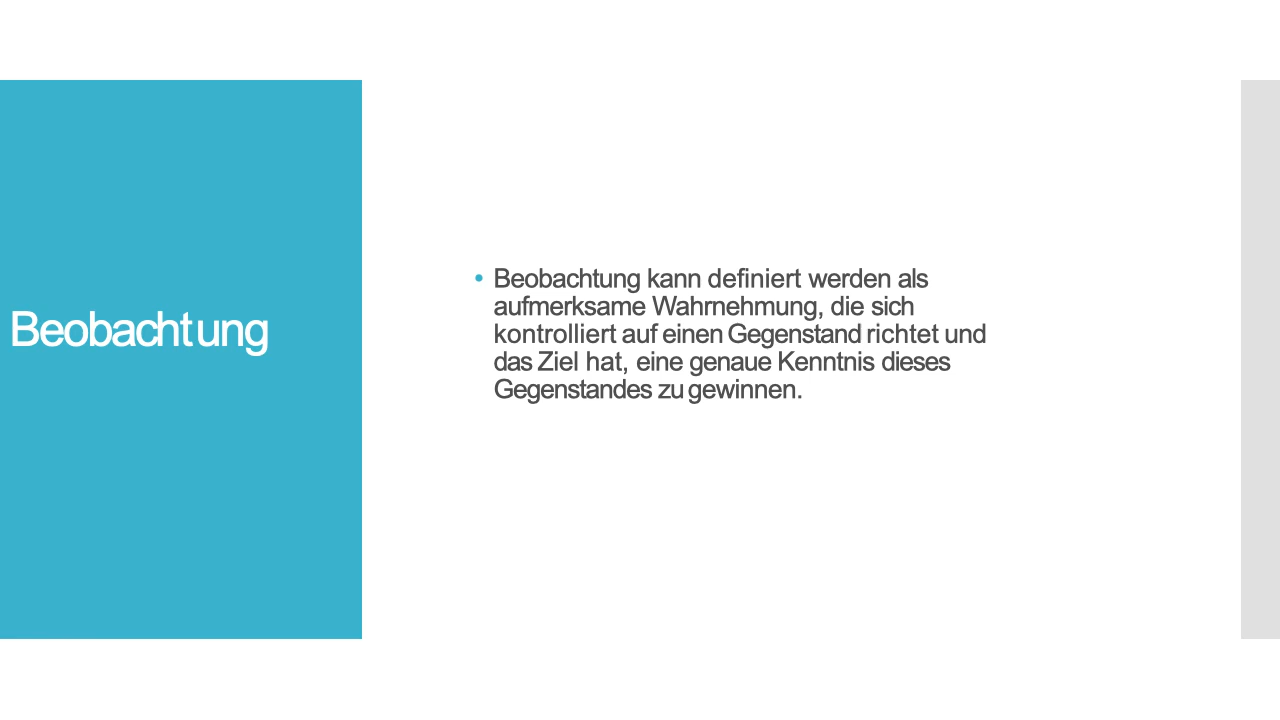 Beobachtung
• Beobachtung kann definiert werden als
aufmerksame Wahrnehmung, die sich
kontrolliert auf einen Gegenstand richtet und
das Ziel hat, eine genaue Kenntnis dieses
Gegenstandes zu gewinnen.